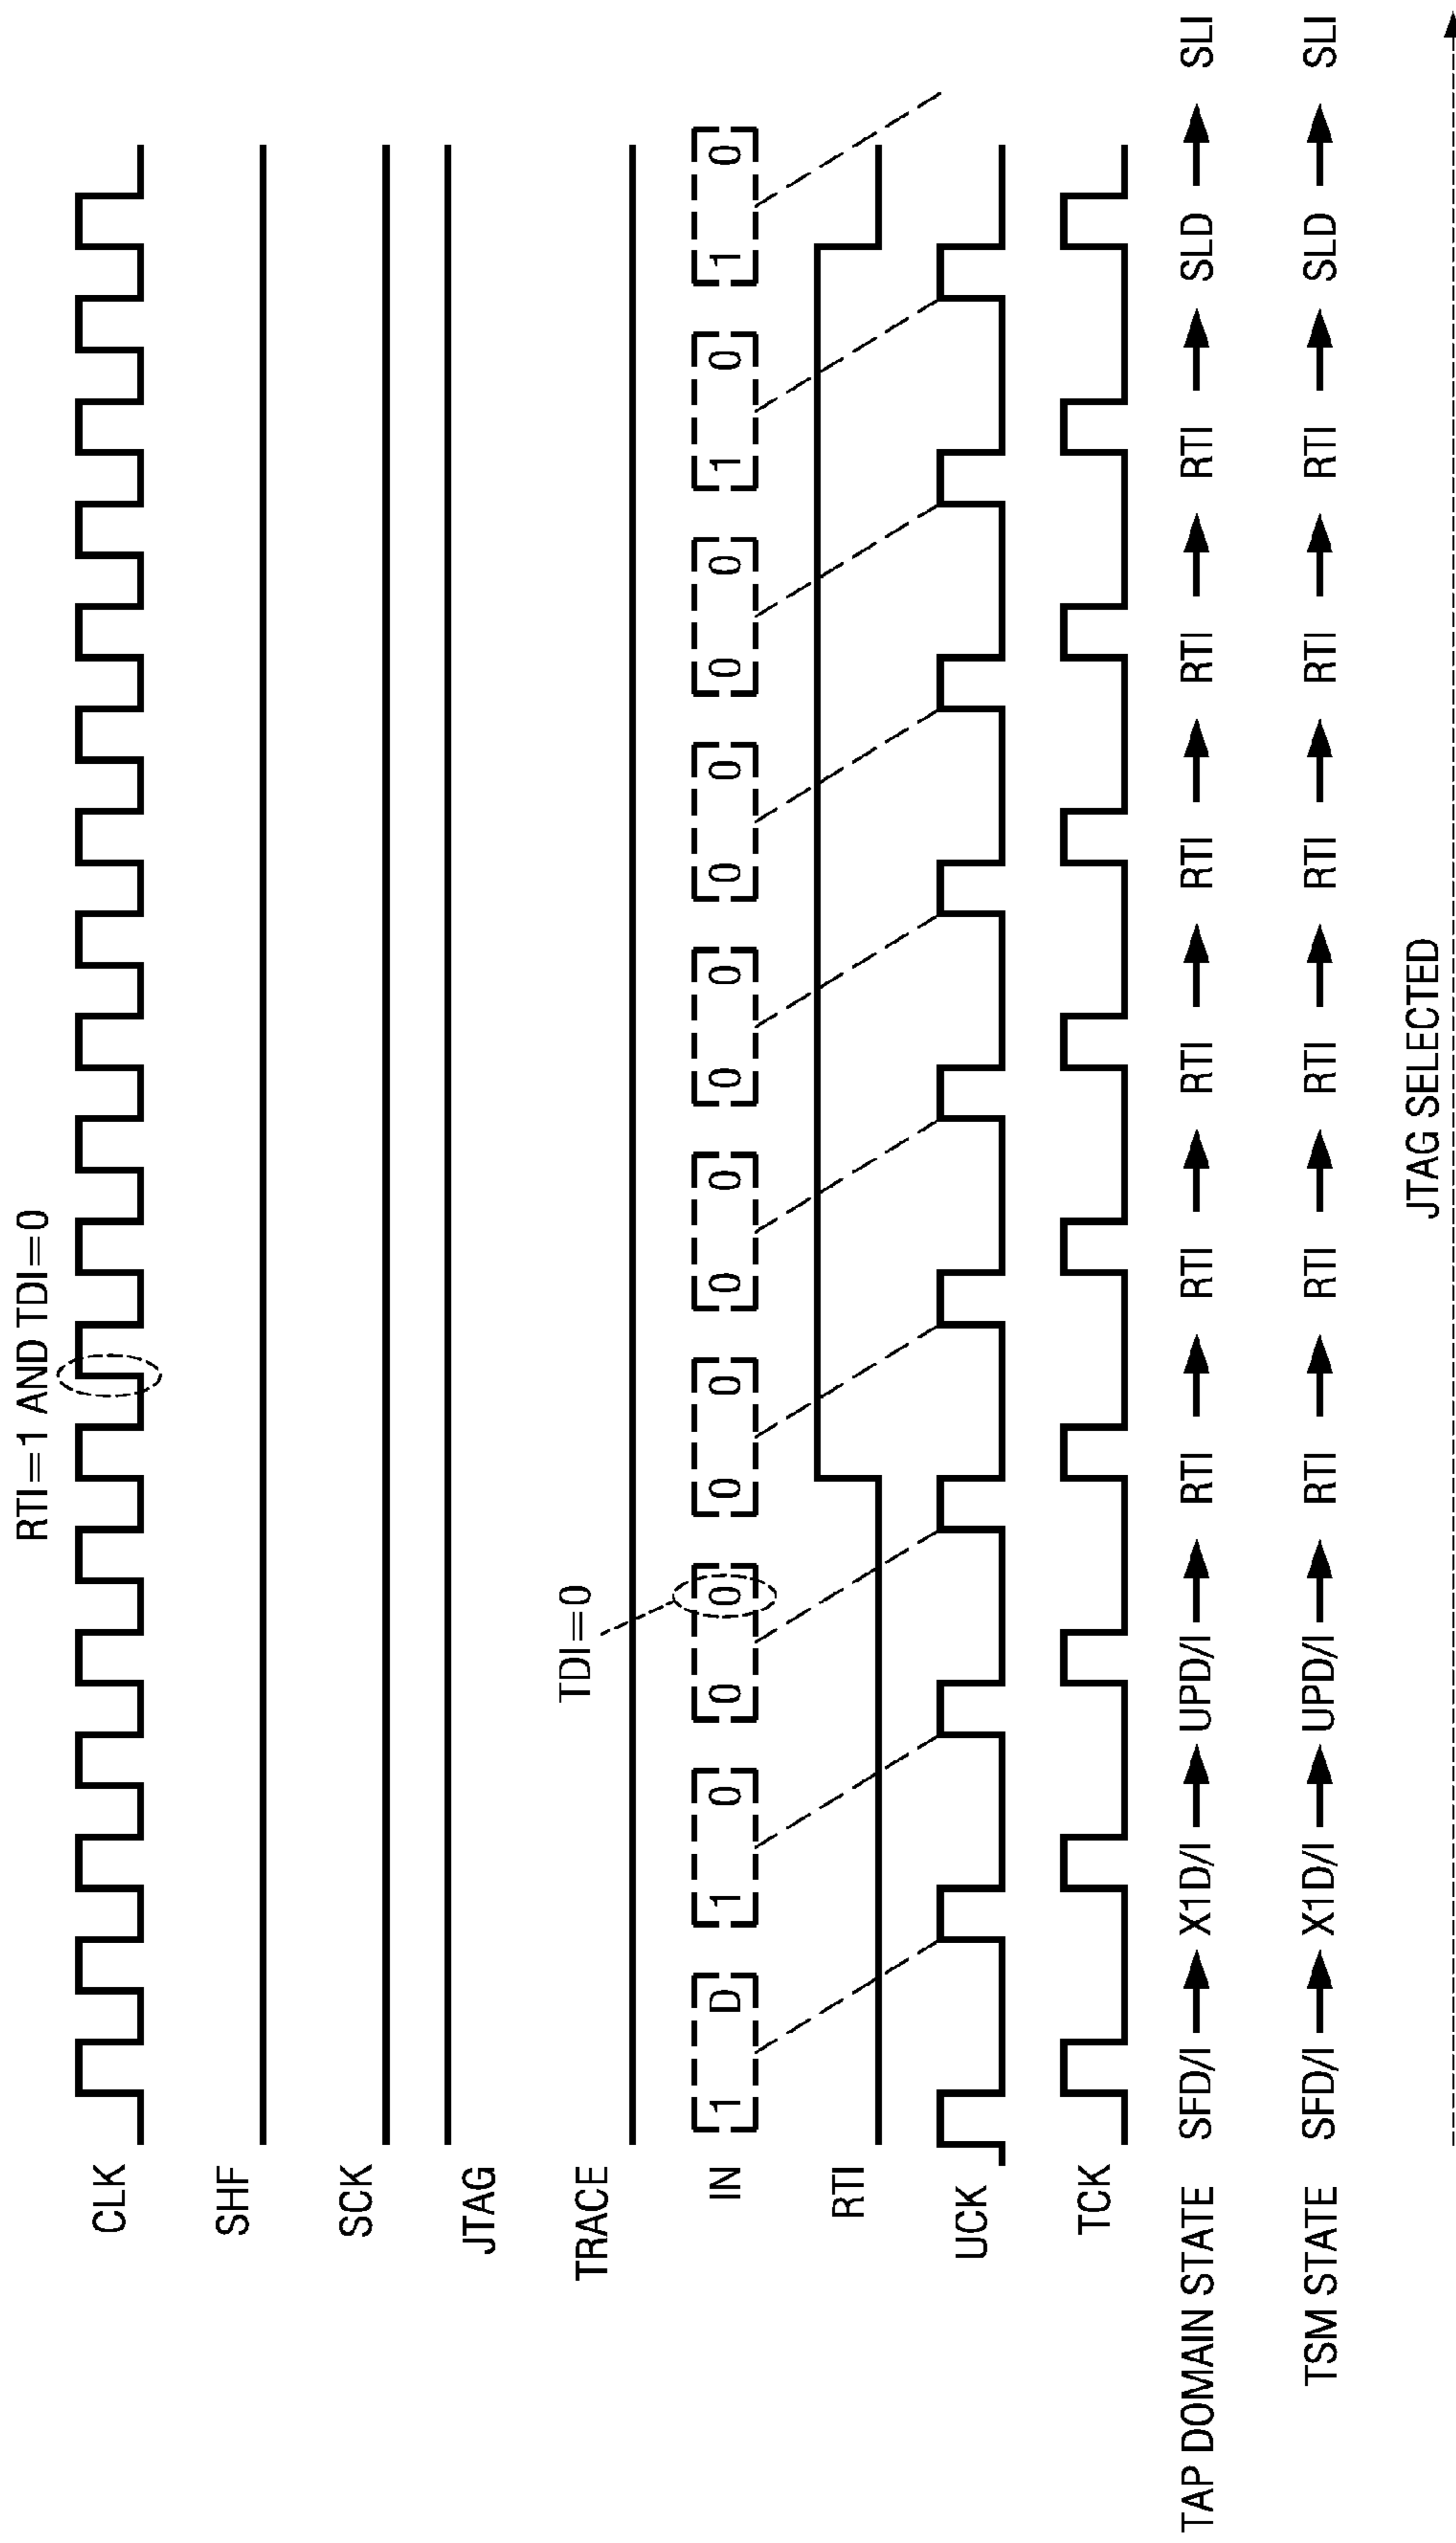 RTI=1 AND TDI=0
CLK
SHF
SCK
JTAG
TRACE
TDI=0
IN 1 D 1 0 0 0 0 0 0 0 0 0 0 0 0 0 1 0 1 0
RTI
UCK
TCK
TAP DOMAIN STATE SFD/I X1D/I UPD/I RTI RTI RTI RTI RTI RTI SLD SLI
TSM STATE SFD/I X1D/I UPD/I RTI RTI RTI RTI RTI RTI SLD SLI
JTAG SELECTED